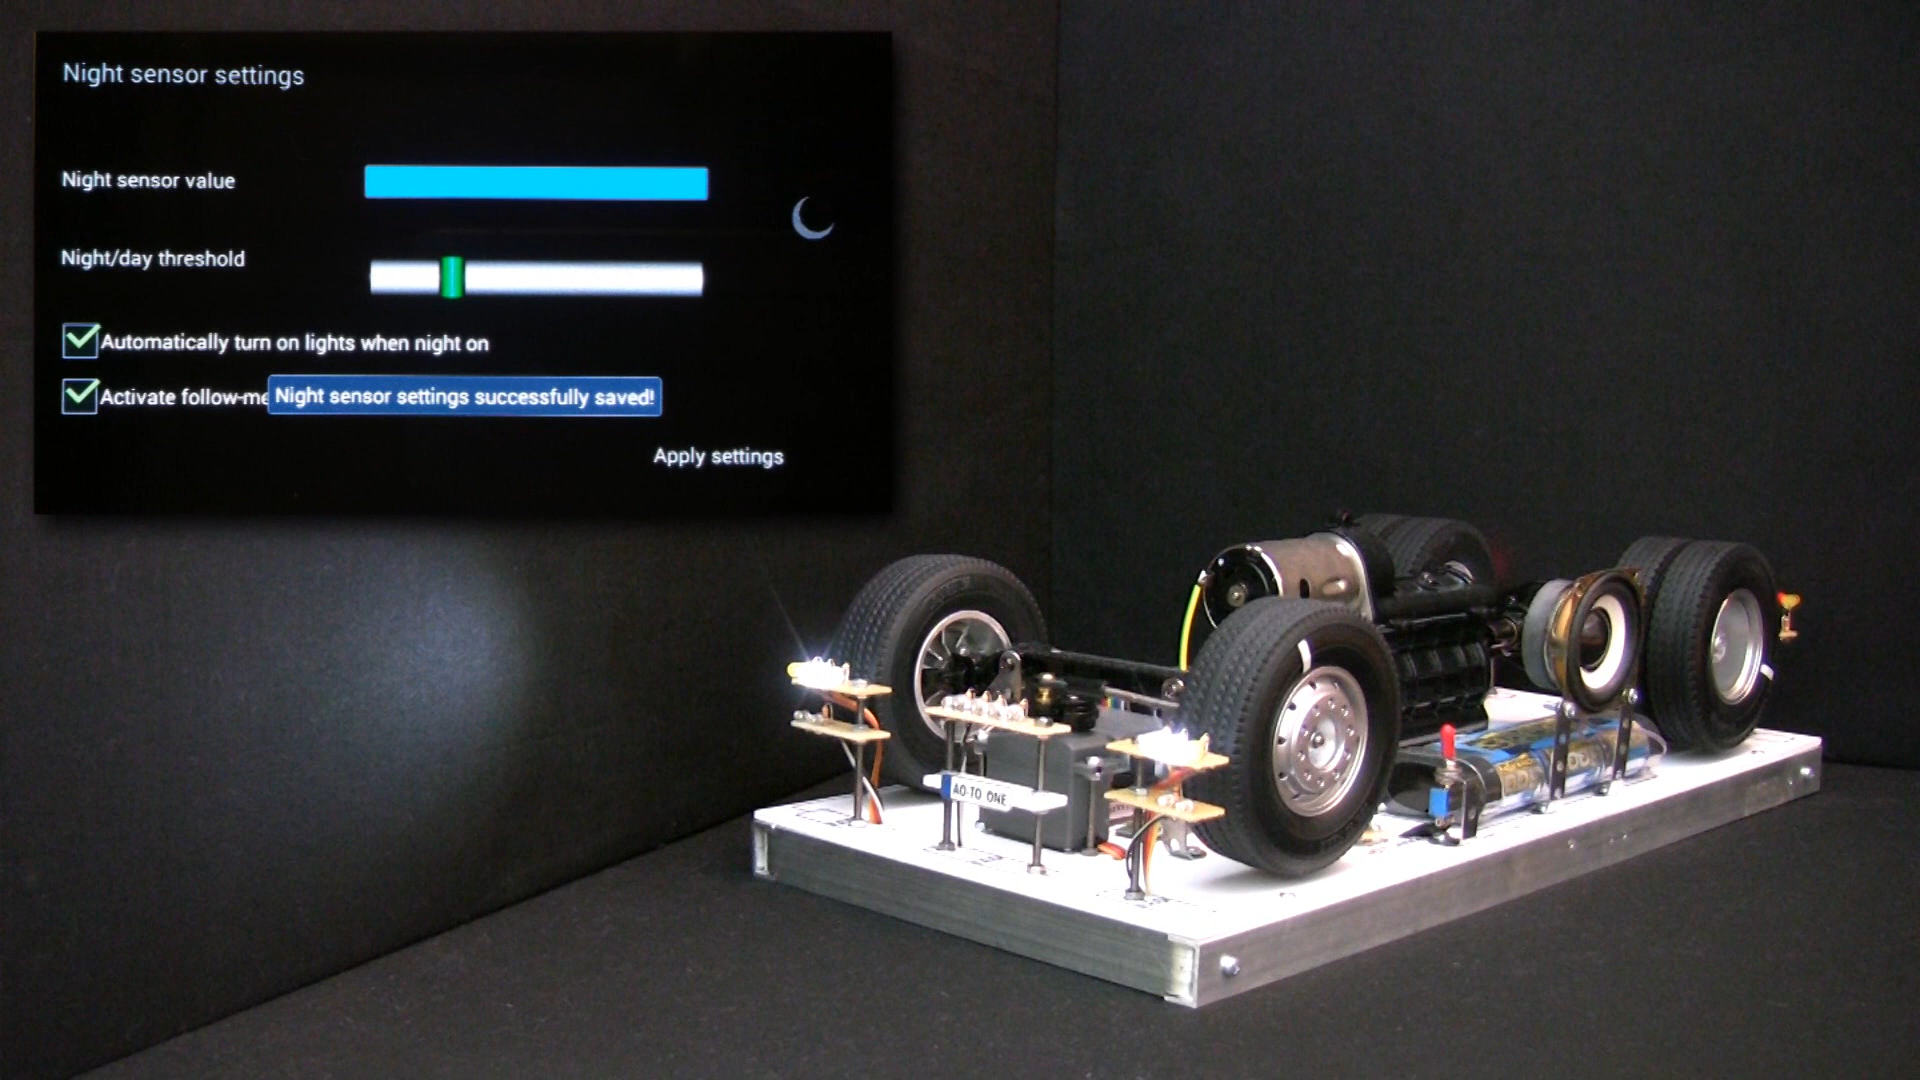 Night sensor settings
Night sensor value
Night/day threshold
Automatically turn on lights when night on
Activate follow-me
Night sensor settings successfully saved!
Apply settings
AO-TO ONE